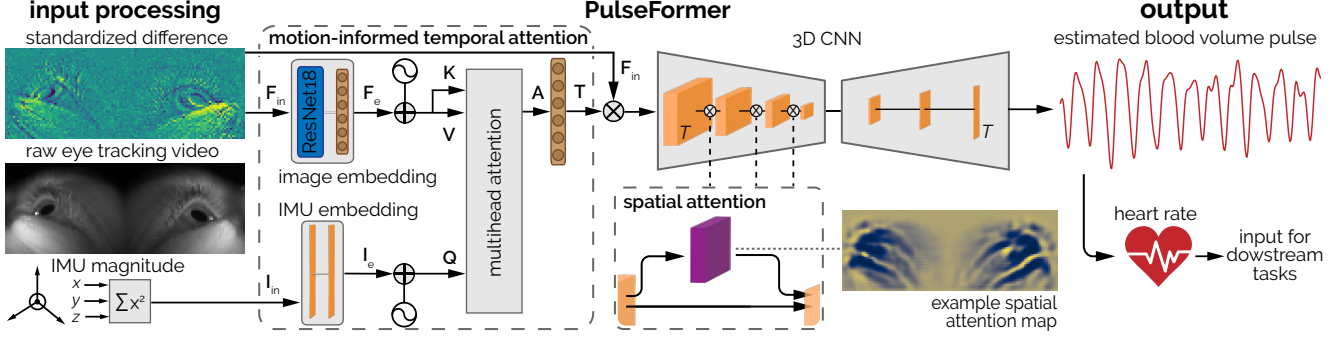 input processing
PulseFormer
output
standardized difference
motion-informed temporal attention
3D CNN
estimated blood volume pulse
F_in
ResNet18
F_e
K
V
A
T
F_in
T
T
raw eye tracking video
image embedding
multihead attention
IMU embedding
spatial attention
heart rate
input for
dowstream
tasks
IMU magnitude
x
y
z
∑x²
I_in
I_e
Q
example spatial
attention map